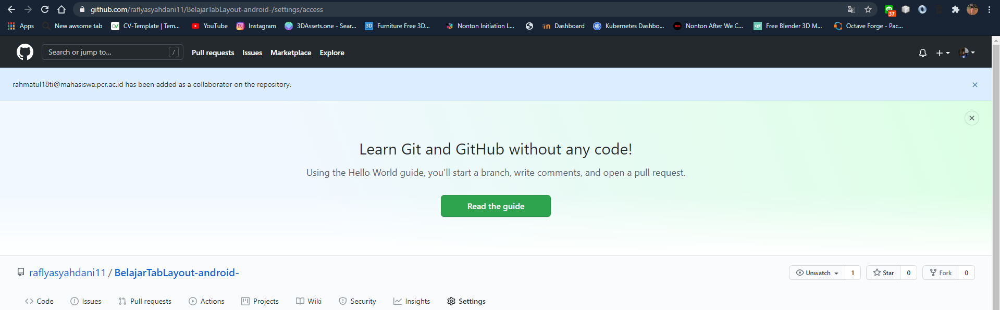 github.com/raflyasyahdani11/BelajarTabLayout-android-/settings/access
37
Apps New awsome tab CV CV-Template | Tem... YouTube Instagram 3DAssets.one - Sear... 3D Furniture Free 3D... Nonton Initiation L... Dashboard Kubernetes Dashbo... Nonton After We C... cgt Free Blender 3D M... Octave Forge - Pac...
Search or jump to... / Pull requests Issues Marketplace Explore
rahmatul18ti@mahasiswa.pcr.ac.id has been added as a collaborator on the repository.
Learn Git and GitHub without any code!
Using the Hello World guide, you’ll start a branch, write comments, and open a pull request.
Read the guide
raflyasyahdani11 / BelajarTabLayout-android- Unwatch 1 Star 0 Fork 0
Code Issues Pull requests Actions Projects Wiki Security Insights Settings